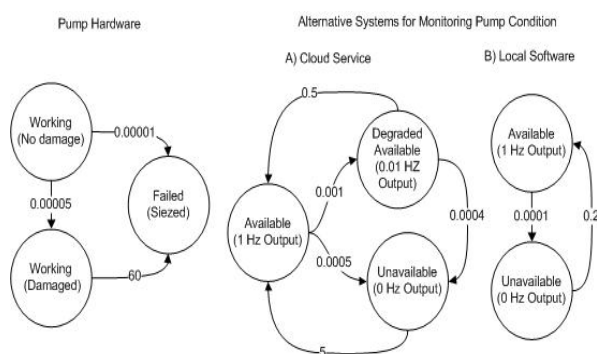 Pump Hardware
Alternative Systems for Monitoring Pump Condition
A) Cloud Service
B) Local Software
Working
(No damage)
0.00001
Failed
(Siezed)
0.00005
Working
(Damaged)
60
0.5
Degraded
Available
(0.01 HZ
Output)
0.001
Available
(1 Hz Output)
0.0004
0.0005
Unavailable
(0 Hz Output)
5
Available
(1 Hz Output)
0.0001
0.2
Unavailable
(0 Hz Output)